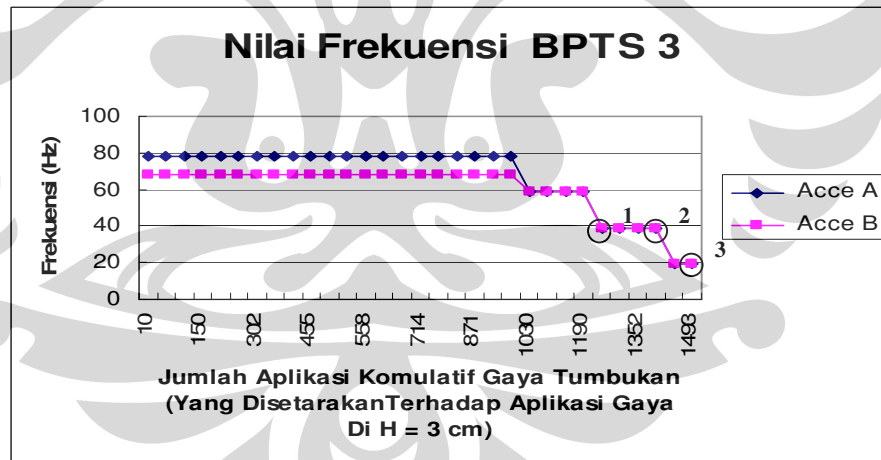 Nilai Frekuensi BPTS 3
100
80
60
40
20
0
Frekuensi (Hz)
1
2
3
Acce A
Acce B
10
150
302
455
558
714
871
1030
1190
1352
1493
Jumlah Aplikasi Komulatif Gaya Tumbukan
(Yang DisetarakanTerhadap Aplikasi Gaya
Di H = 3 cm)